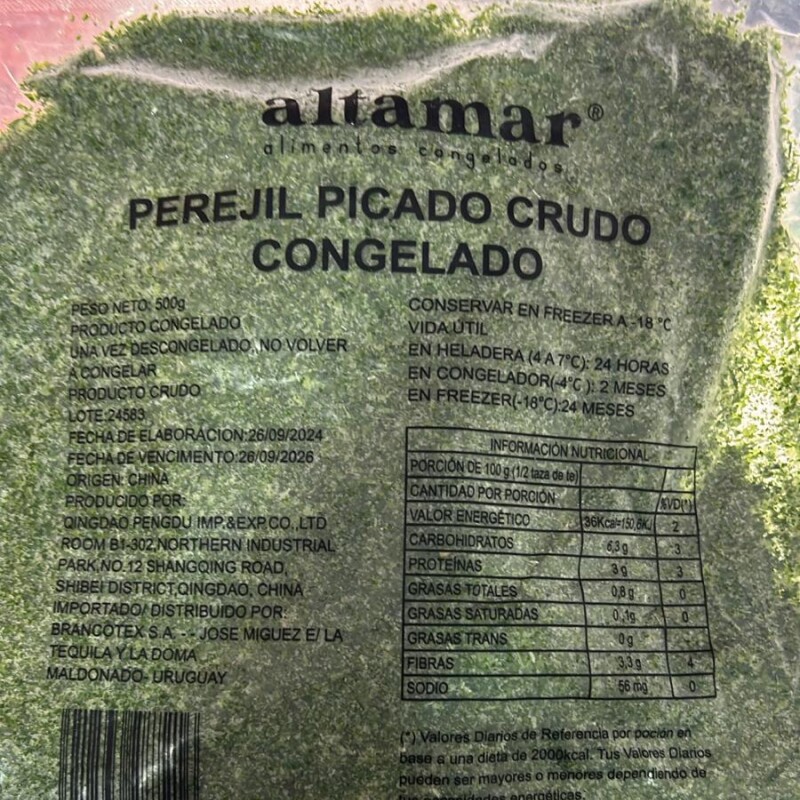 altamar®
alimentos congelados
PEREJIL PICADO CRUDO
CONGELADO
PESO NETO: 500g
PRODUCTO CONGELADO
UNA VEZ DESCONGELADO, NO VOLVER
A CONGELAR
PRODUCTO CRUDO
LOTE:24583
FECHA DE ELABORACION:26/09/2024
FECHA DE VENCIMIENTO:26/09/2026
ORIGEN: CHINA
PRODUCIDO POR:
QINGDAO PENGDU IMP.&EXP.CO.,LTD
ROOM B1-302,NORTHERN INDUSTRIAL
PARK,NO.12 SHANGQING ROAD,
SHIBEI DISTRICT,QINGDAO, CHINA
IMPORTADO/ DISTRIBUIDO POR:
BRANCOTEX S.A. - - JOSE MIGUEZ E/ LA
TEQUILA Y LA DOMA
MALDONADO- URUGUAY
CONSERVAR EN FREEZER A -18 °C
VIDA ÚTIL
EN HELADERA (4 A 7°C): 24 HORAS
EN CONGELADOR(-4°C ): 2 MESES
EN FREEZER(-18°C):24 MESES
INFORMACIÓN NUTRICIONAL
PORCIÓN DE 100 g (1/2 taza de te)
CANTIDAD POR PORCIÓN %VD(*)
VALOR ENERGÉTICO 36Kcal=150,6KJ 2
CARBOHIDRATOS 6,3 g 3
PROTEÍNAS 3 g 3
GRASAS TOTALES 0,8 g 0
GRASAS SATURADAS 0,1g 0
GRASAS TRANS 0 g
FIBRAS 3,3 g 4
SODIO 56 mg 0
(*) Valores Diarios de Referencia por poción en
base a una dieta de 2000kcal. Tus Valores Diarios
pueden ser mayores o menores dependiendo de
energéticas.